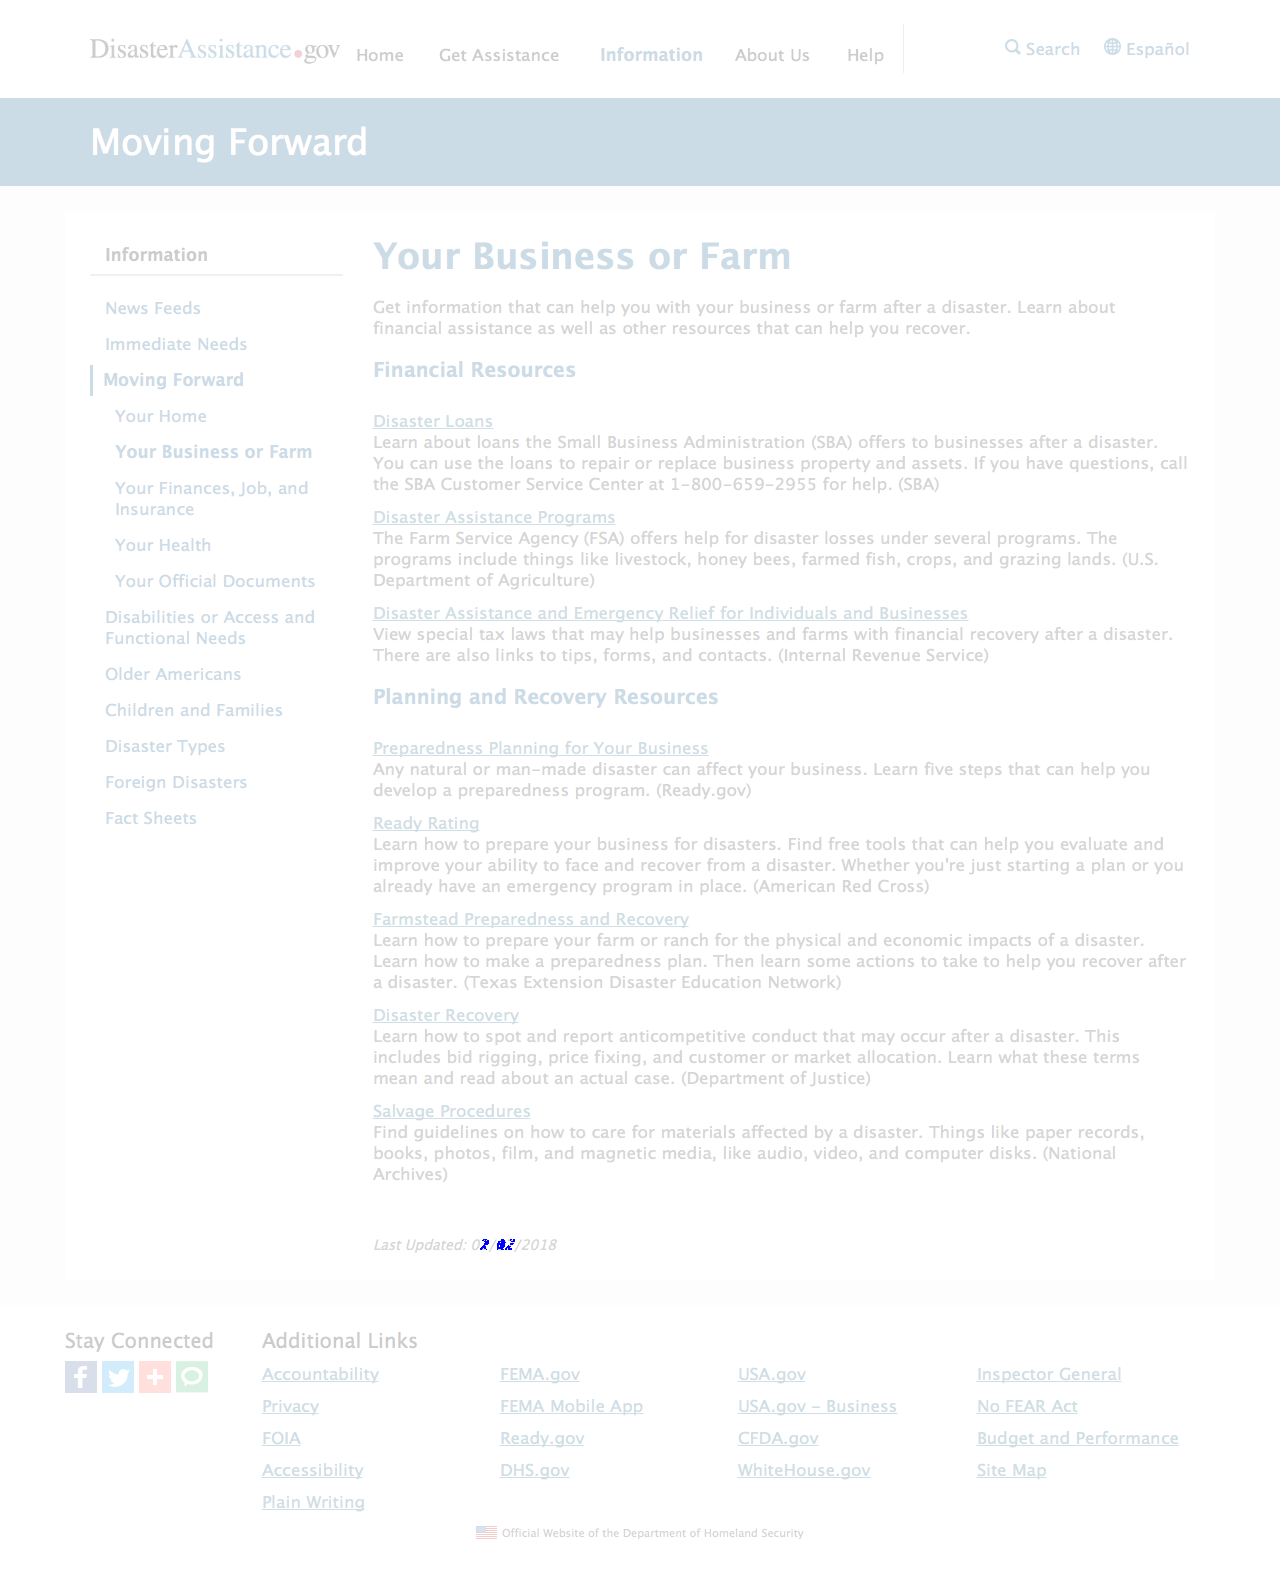 DisasterAssistance.gov
Home Get Assistance Information About Us Help
Search Español
Moving Forward
Information
News Feeds
Immediate Needs
Moving Forward
Your Home
Your Business or Farm
Your Finances, Job, and
Insurance
Your Health
Your Official Documents
Disabilities or Access and
Functional Needs
Older Americans
Children and Families
Disaster Types
Foreign Disasters
Fact Sheets
Your Business or Farm
Get information that can help you with your business or farm after a disaster. Learn about
financial assistance as well as other resources that can help you recover.
Financial Resources
Disaster Loans
Learn about loans the Small Business Administration (SBA) offers to businesses after a disaster.
You can use the loans to repair or replace business property and assets. If you have questions, call
the SBA Customer Service Center at 1-800-659-2955 for help. (SBA)
Disaster Assistance Programs
The Farm Service Agency (FSA) offers help for disaster losses under several programs. The
programs include things like livestock, honey bees, farmed fish, crops, and grazing lands. (U.S.
Department of Agriculture)
Disaster Assistance and Emergency Relief for Individuals and Businesses
View special tax laws that may help businesses and farms with financial recovery after a disaster.
There are also links to tips, forms, and contacts. (Internal Revenue Service)
Planning and Recovery Resources
Preparedness Planning for Your Business
Any natural or man-made disaster can affect your business. Learn five steps that can help you
develop a preparedness program. (Ready.gov)
Ready Rating
Learn how to prepare your business for disasters. Find free tools that can help you evaluate and
improve your ability to face and recover from a disaster. Whether you're just starting a plan or you
already have an emergency program in place. (American Red Cross)
Farmstead Preparedness and Recovery
Learn how to prepare your farm or ranch for the physical and economic impacts of a disaster.
Learn how to make a preparedness plan. Then learn some actions to take to help you recover after
a disaster. (Texas Extension Disaster Education Network)
Disaster Recovery
Learn how to spot and report anticompetitive conduct that may occur after a disaster. This
includes bid rigging, price fixing, and customer or market allocation. Learn what these terms
mean and read about an actual case. (Department of Justice)
Salvage Procedures
Find guidelines on how to care for materials affected by a disaster. Things like paper records,
books, photos, film, and magnetic media, like audio, video, and computer disks. (National
Archives)
Last Updated:
Stay Connected
Additional Links
Accountability FEMA.gov USA.gov Inspector General
Privacy FEMA Mobile App USA.gov - Business No FEAR Act
FOIA Ready.gov CFDA.gov Budget and Performance
Accessibility DHS.gov WhiteHouse.gov Site Map
Plain Writing
Official Website of the Department of Homeland Security